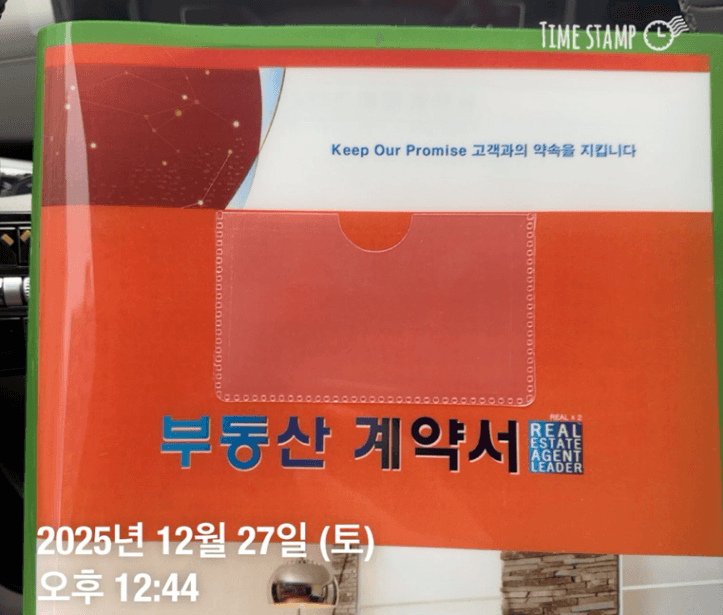 TIME STAMP
Keep Our Promise 고객과의 약속을 지킵니다
부동산 계약서
REAL x 2
REAL
ESTATE
AGENT
LEADER
2025년 12월 27일 (토)
오후 12:44